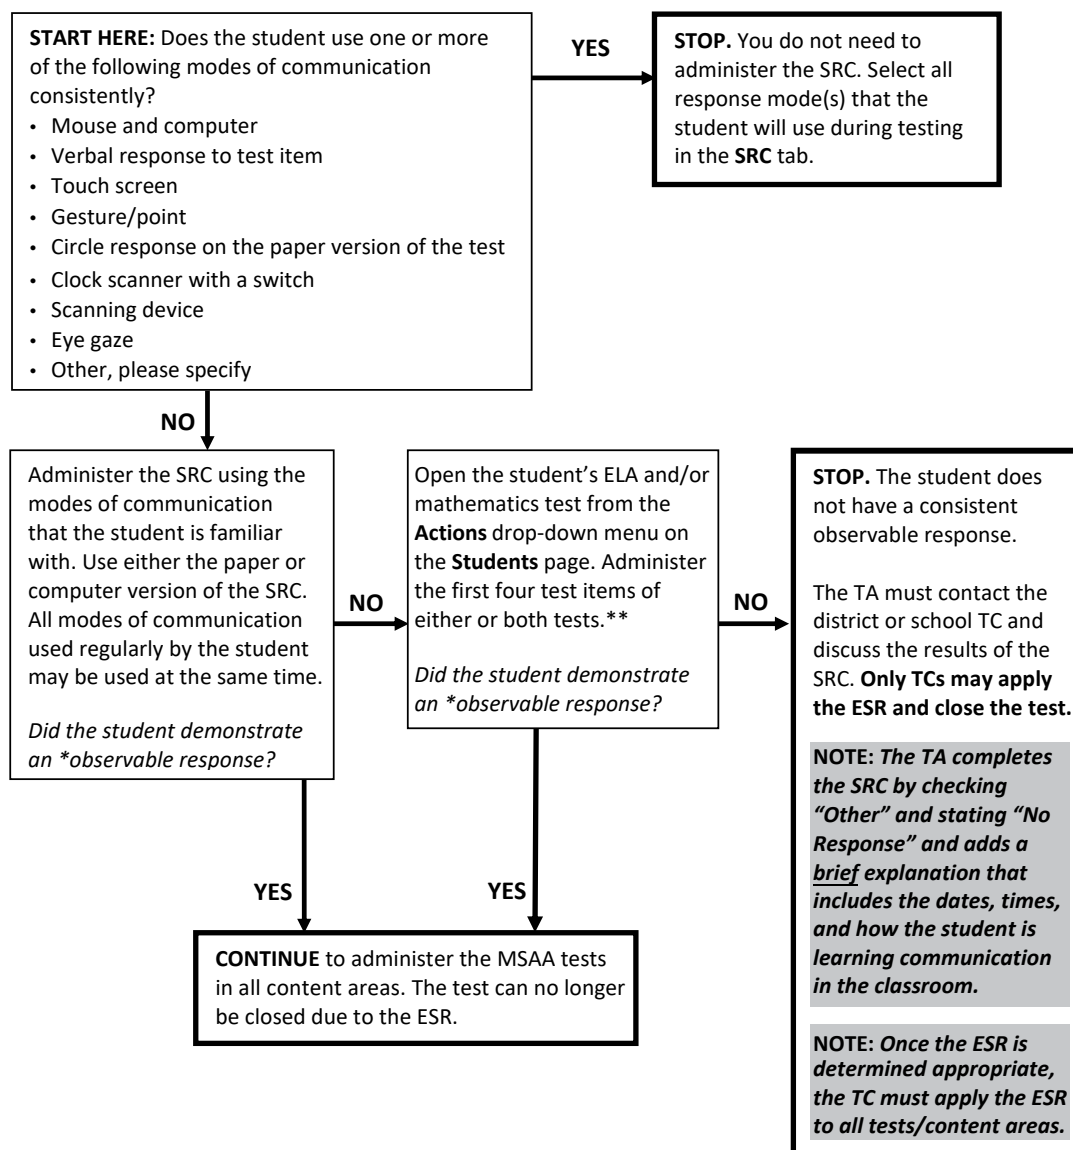 START HERE: Does the student use one or more
of the following modes of communication
consistently?
• Mouse and computer
• Verbal response to test item
• Touch screen
• Gesture/point
• Circle response on the paper version of the test
• Clock scanner with a switch
• Scanning device
• Eye gaze
• Other, please specify
YES
STOP. You do not need to
administer the SRC. Select all
response mode(s) that the
student will use during testing
in the SRC tab.
NO
Administer the SRC using the
modes of communication
that the student is familiar
with. Use either the paper or
computer version of the SRC.
All modes of communication
used regularly by the student
may be used at the same time.
Did the student demonstrate
an *observable response?
NO
Open the student’s ELA and/or
mathematics test from the
Actions drop-down menu on
the Students page. Administer
the first four test items of
either or both tests.**
Did the student demonstrate
an *observable response?
NO
STOP. The student does
not have a consistent
observable response.
The TA must contact the
district or school TC and
discuss the results of the
SRC. Only TCs may apply
the ESR and close the test.
NOTE: The TA completes
the SRC by checking
“Other” and stating “No
Response” and adds a
brief explanation that
includes the dates, times,
and how the student is
learning communication
in the classroom.
NOTE: Once the ESR is
determined appropriate,
the TC must apply the ESR
to all tests/content areas.
YES
YES
CONTINUE to administer the MSAA tests
in all content areas. The test can no longer
be closed due to the ESR.